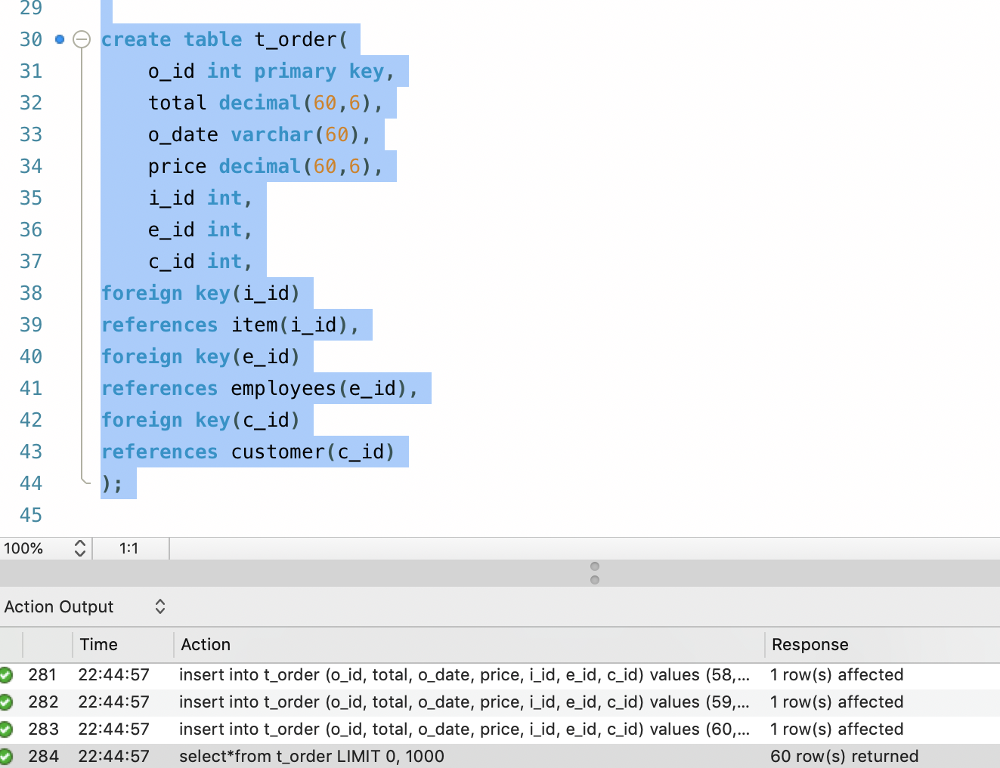 29
30 create table t_order(
31 o_id int primary key,
32 total decimal(60,6),
33 o_date varchar(60),
34 price decimal(60,6),
35 i_id int,
36 e_id int,
37 c_id int,
38 foreign key(i_id)
39 references item(i_id),
40 foreign key(e_id)
41 references employees(e_id),
42 foreign key(c_id)
43 references customer(c_id)
44 );
45
100% 1:1
Action Output
Time Action Response
281 22:44:57 insert into t_order (o_id, total, o_date, price, i_id, e_id, c_id) values (58,... 1 row(s) affected
282 22:44:57 insert into t_order (o_id, total, o_date, price, i_id, e_id, c_id) values (59,... 1 row(s) affected
283 22:44:57 insert into t_order (o_id, total, o_date, price, i_id, e_id, c_id) values (60,... 1 row(s) affected
284 22:44:57 select*from t_order LIMIT 0, 1000 60 row(s) returned